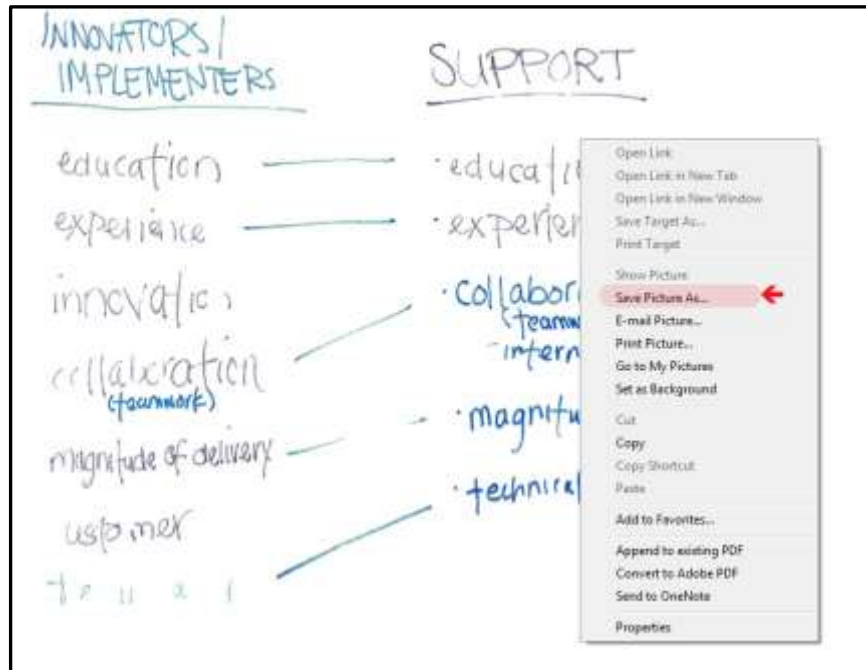 INNOVATORS/
IMPLEMENTERS
education
experience
innovation
collaboration
(teamwork)
magnitude of delivery
ustomer
SUPPORT
· educati
· experien
· collabor
(teamw
- intern
· magnitu
· technical
Open Link
Open Link in New Tab
Open Link in New Window
Save Target As...
Print Target
Show Picture
Save Picture As...
E-mail Picture...
Print Picture...
Go to My Pictures
Set as Background
Cut
Copy
Copy Shortcut
Paste
Add to Favorites...
Append to existing PDF
Convert to Adobe PDF
Send to OneNote
Properties